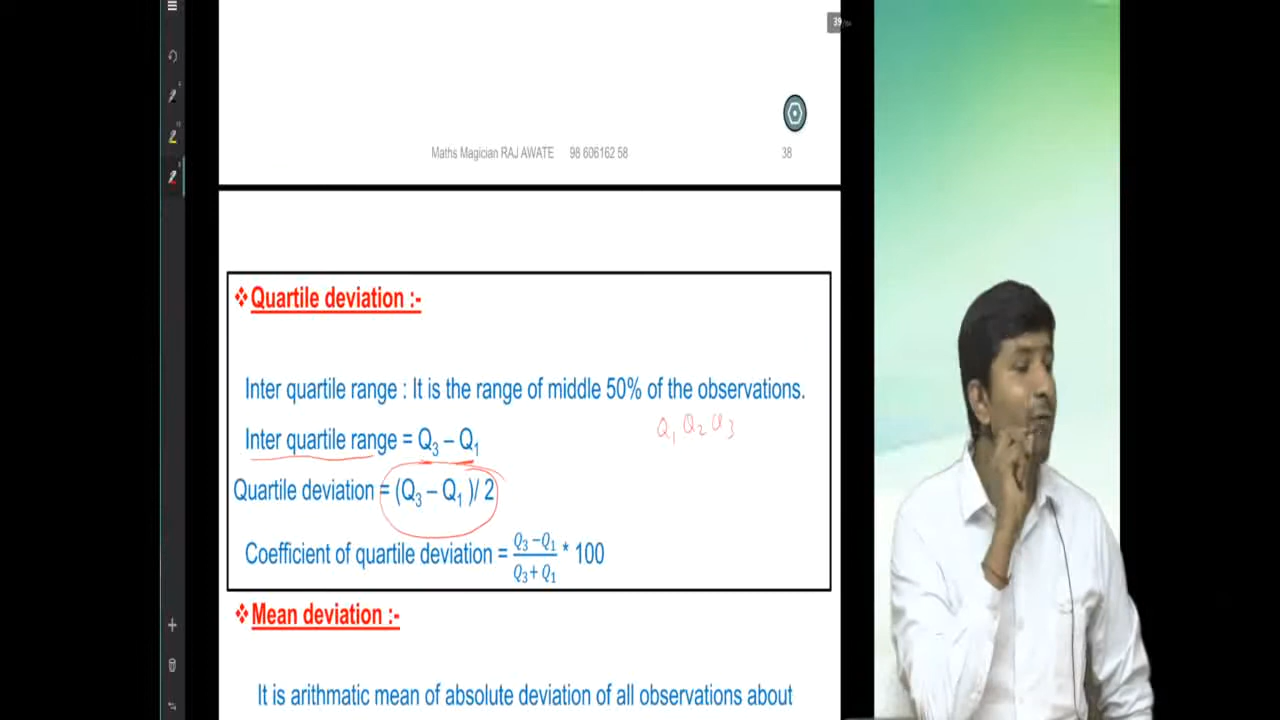 39/84
Maths Magician RAJ AWATE 98 606162 58 38
❖Quartile deviation :-
Inter quartile range : It is the range of middle 50% of the observations.
Q1 Q2 Q3
Inter quartile range = Q3 – Q1
Quartile deviation = (Q3 – Q1 )/ 2
Coefficient of quartile deviation = Q3 –Q1 / Q3+ Q1 * 100
❖Mean deviation :-
It is arithmatic mean of absolute deviation of all observations about